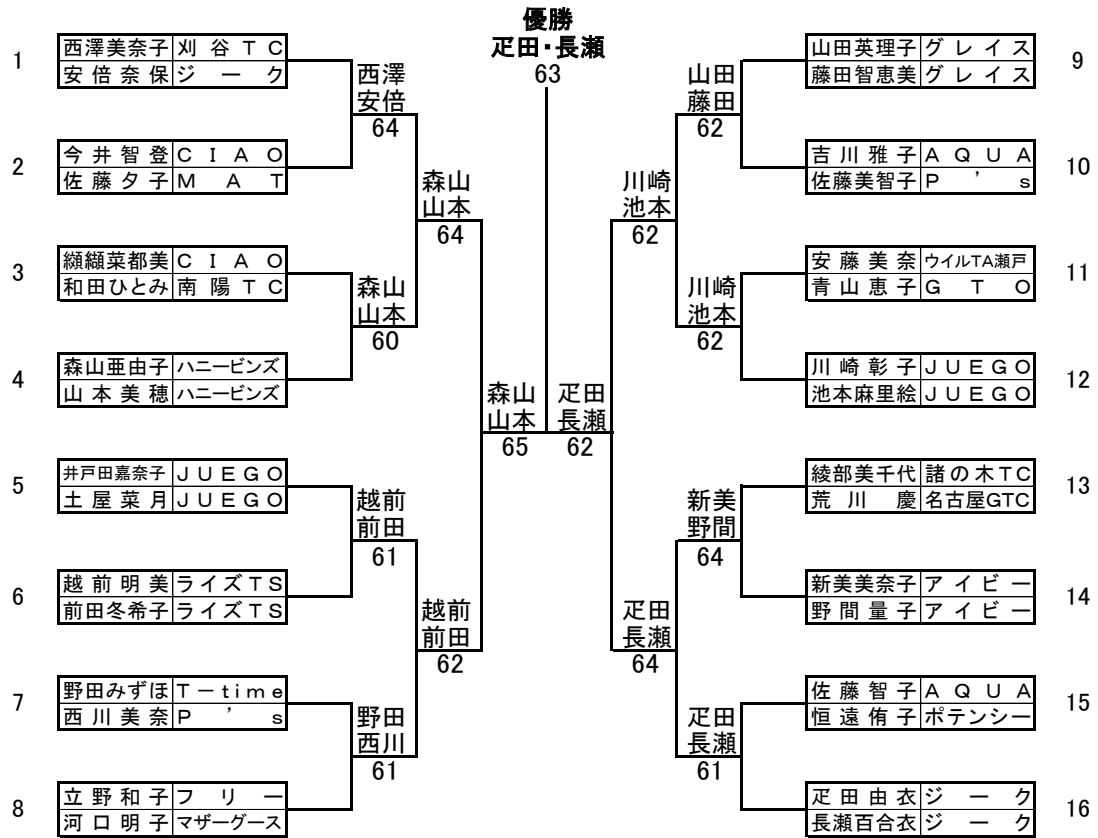 優勝
疋田・長瀬
63
1
西澤美奈子 刈谷TC
安倍奈保 ジーク
2
今井智登 CIAO
佐藤夕子 MAT
3
纐纈菜都美 CIAO
和田ひとみ 南陽TC
4
森山亜由子 ハニービンズ
山本美穂 ハニービンズ
5
井戸田嘉奈子 JUEGO
土屋菜月 JUEGO
6
越前明美 ライズTS
前田冬希子 ライズTS
7
野田みずほ T-time
西川美奈 P's
8
立野和子 フリー
河口明子 マザーグース
西澤
安倍
64
森山
山本
60
越前
前田
61
野田
西川
61
森山
山本
64
越前
前田
62
森山
山本
65
疋田
長瀬
62
川崎
池本
62
疋田
長瀬
64
山田
藤田
62
川崎
池本
62
新美
野間
64
疋田
長瀬
61
山田英理子 グレイス
藤田智恵美 グレイス
9
吉川雅子 AQUA
佐藤美智子 P's
10
安藤美奈 ウイルTA瀬戸
青山恵子 GTO
11
川崎彰子 JUEGO
池本麻里絵 JUEGO
12
綾部美千代 諸の木TC
荒川慶 名古屋GTC
13
新美美奈子 アイビー
野間量子 アイビー
14
佐藤智子 AQUA
恒遠侑子 ポテンシー
15
疋田由衣 ジーク
長瀬百合衣 ジーク
16